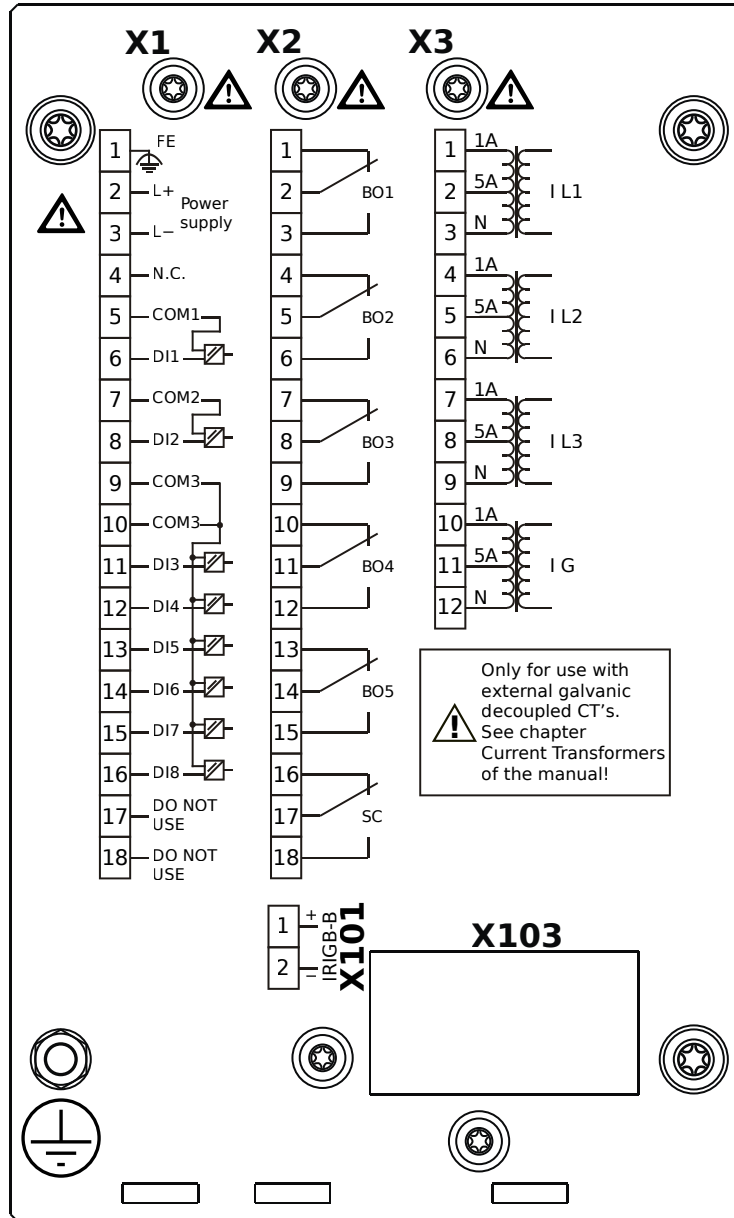 X1 X2 X3
1 FE
2 L+
Power
supply
3 L−
4 N.C.
5 COM1
6 DI1
7 COM2
8 DI2
9 COM3
10 COM3
11 DI3
12 DI4
13 DI5
14 DI6
15 DI7
16 DI8
17 DO NOT
USE
18 DO NOT
USE
1
2 BO1
3
4
5 BO2
6
7
8 BO3
9
10
11 BO4
12
13
14 BO5
15
16
17 SC
18
1 1A
2 5A I L1
3 N
4 1A
5 5A I L2
6 N
7 1A
8 5A I L3
9 N
10 1A
11 5A I G
12 N
Only for use with
external galvanic
decoupled CT's.
See chapter
Current Transformers
of the manual!
1 +
2 −
IRIGB-B
X101
X103